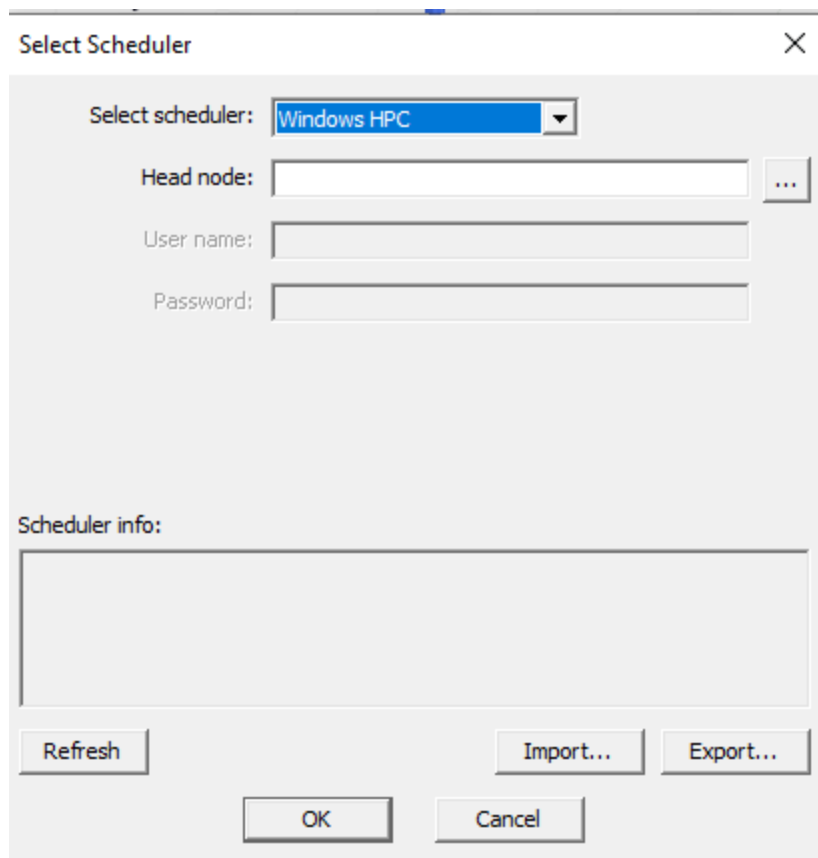 Select Scheduler
Select scheduler: Windows HPC
Head node: ...
User name:
Password:
Scheduler info:
Refresh Import... Export...
OK Cancel